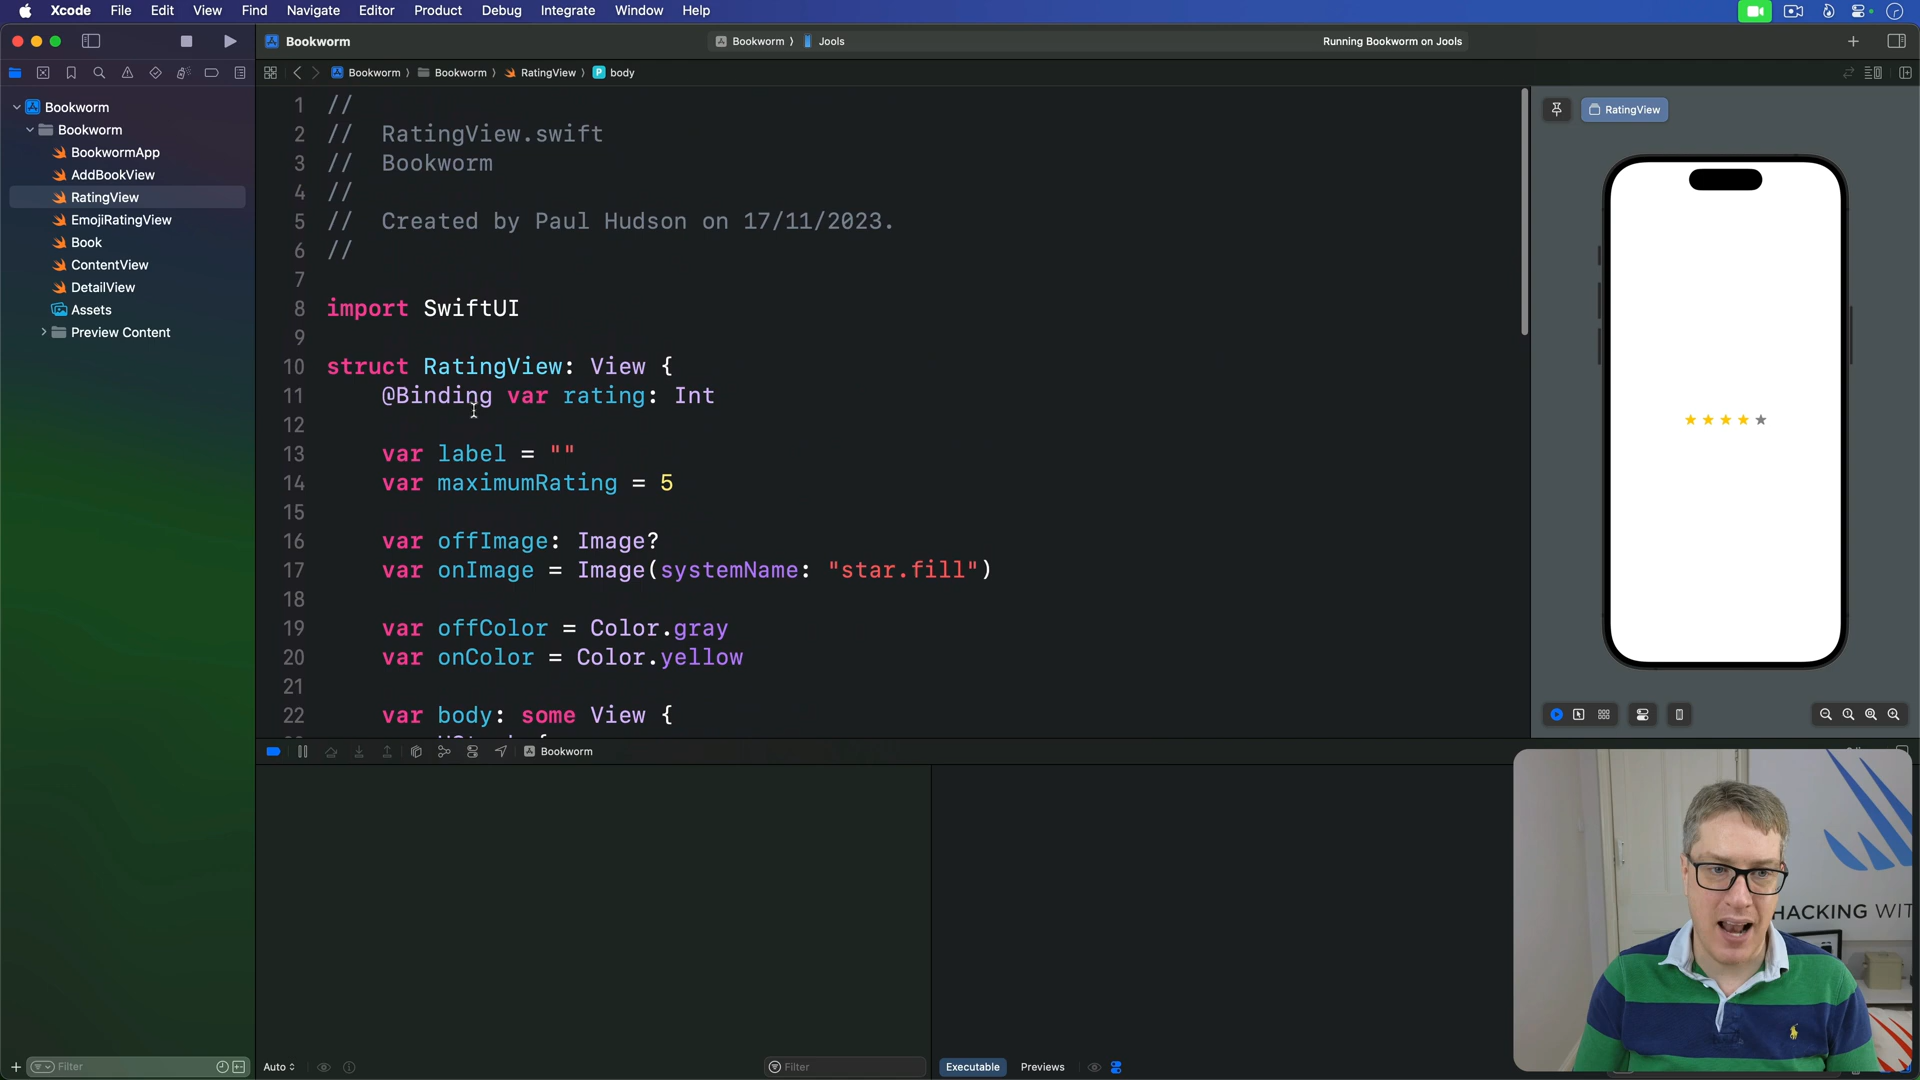 Xcode File Edit View Find Navigate Editor Product Debug Integrate Window Help
Bookworm
Bookworm 〉 Jools
Running Bookworm on Jools
Bookworm 〉 Bookworm 〉 RatingView 〉 P body
Bookworm
Bookworm
BookwormApp
AddBookView
RatingView
EmojiRatingView
Book
ContentView
DetailView
Assets
Preview Content
1 //
2 //  RatingView.swift
3 //  Bookworm
4 //
5 //  Created by Paul Hudson on 17/11/2023.
6 //
7
8 import SwiftUI
9
10 struct RatingView: View {
11     @Binding var rating: Int
12
13     var label = ""
14     var maximumRating = 5
15
16     var offImage: Image?
17     var onImage = Image(systemName: "star.fill")
18
19     var offColor = Color.gray
20     var onColor = Color.yellow
21
22     var body: some View {
RatingView
Bookworm
HACKING WIT
Filter
Auto
Filter
Executable Previews